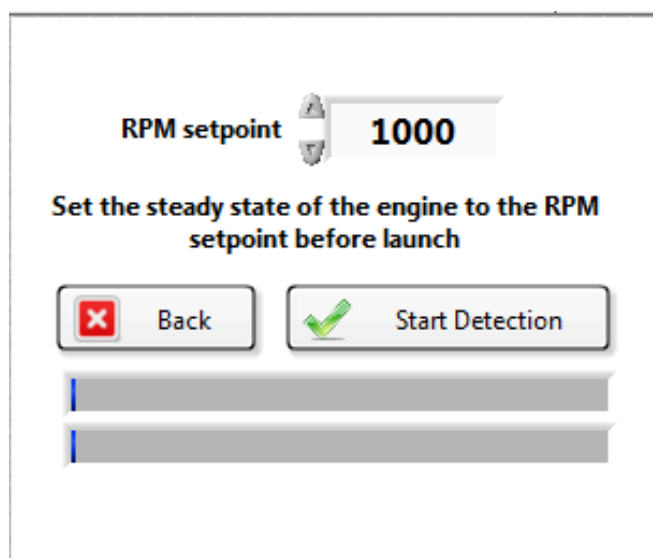 RPM setpoint 1000
Set the steady state of the engine to the RPM
setpoint before launch
Back Start Detection